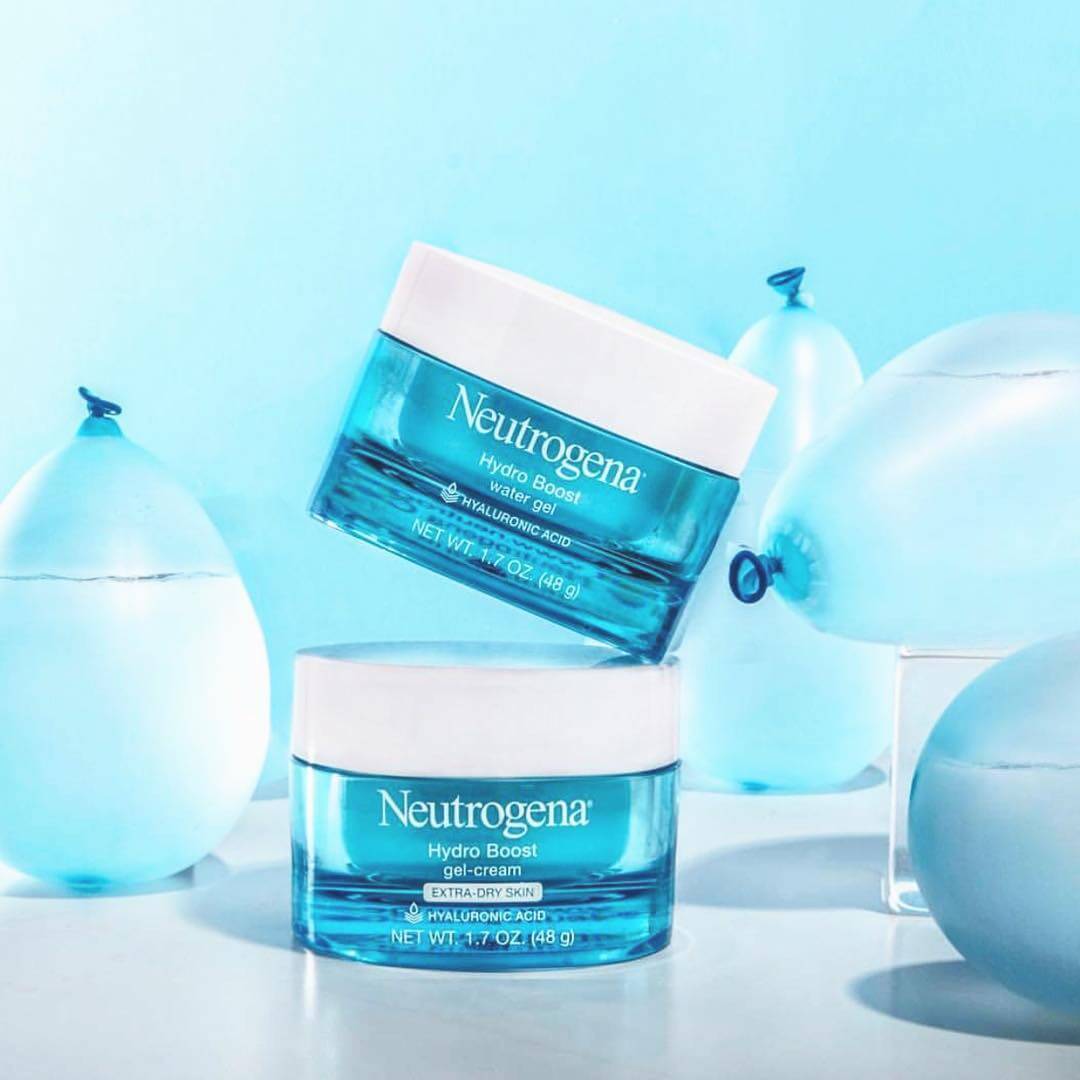 Neutrogena®
Hydro Boost
water gel
HYALURONIC ACID
NET WT. 1.7 OZ. (48 g)
Neutrogena®
Hydro Boost
gel-cream
EXTRA-DRY SKIN
HYALURONIC ACID
NET WT. 1.7 OZ. (48 g)